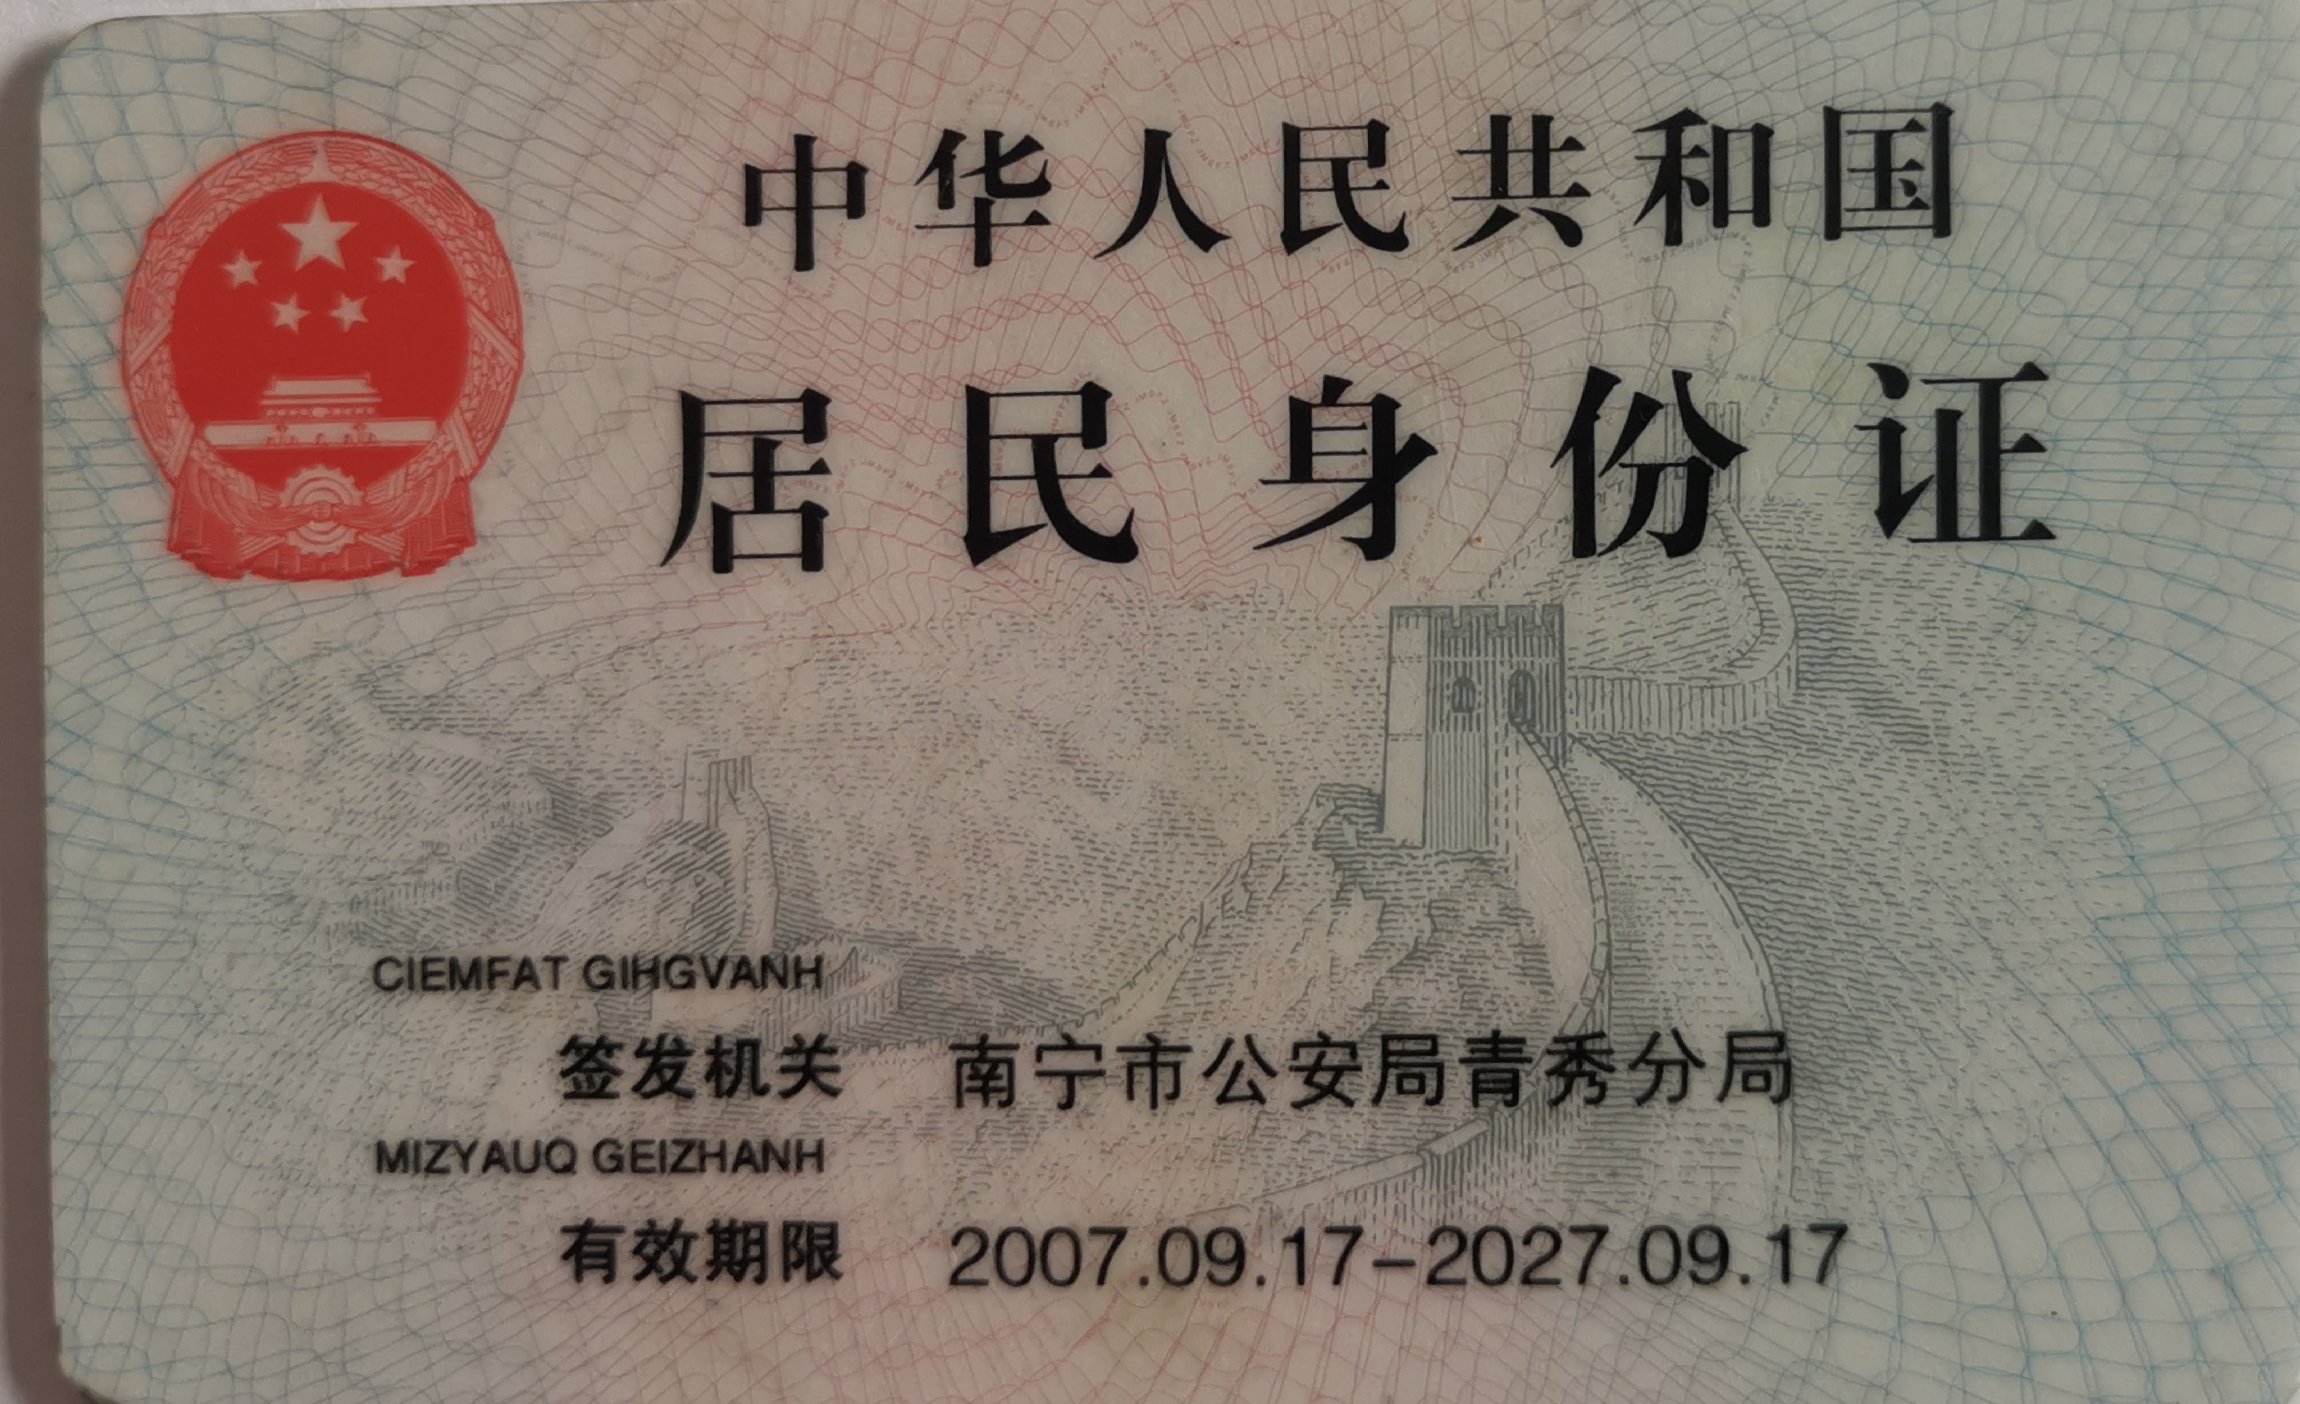 中华人民共和国
居民身份证
CIEMFAT GIHGVANH
签发机关 南宁市公安局青秀分局
MIZYAUQ GEIZHANH
有效期限 2007.09.17-2027.09.17